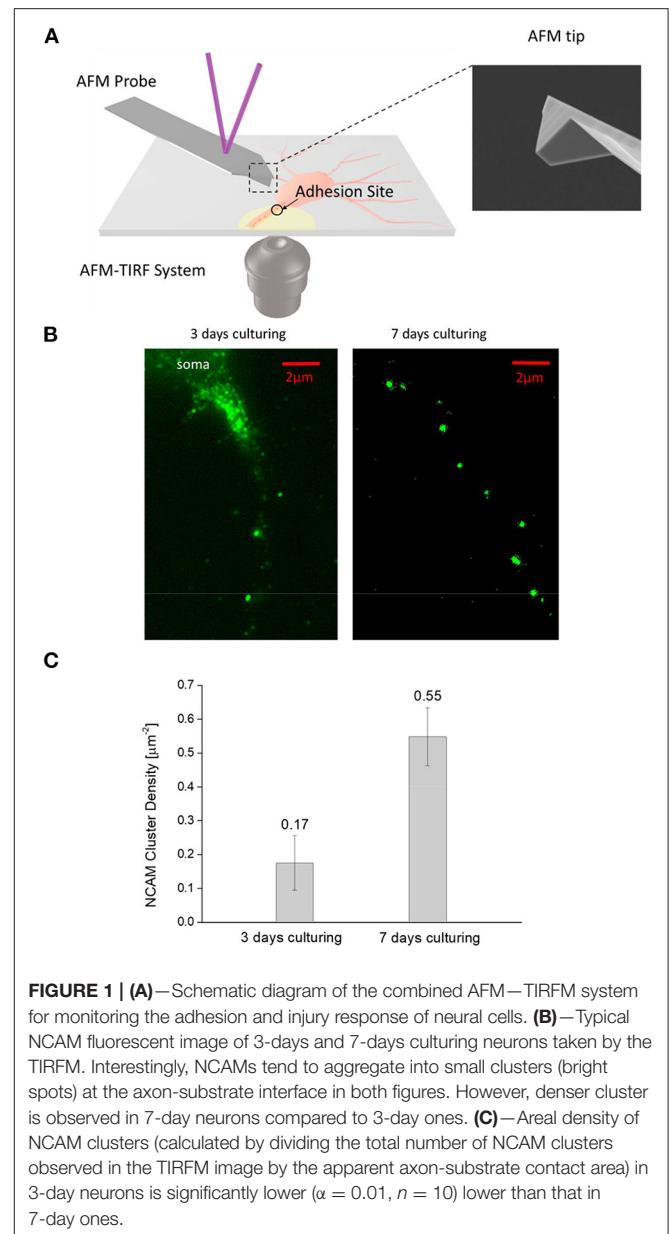 A
AFM tip
AFM Probe
Adhesion Site
AFM-TIRF System
B
3 days culturing
7 days culturing
soma
2μm
2μm
C
NCAM Cluster Density [μm⁻²]
0.7
0.6
0.5
0.4
0.3
0.2
0.1
0.0
0.17
0.55
3 days culturing
7 days culturing
FIGURE 1 | (A)—Schematic diagram of the combined AFM—TIRFM system
for monitoring the adhesion and injury response of neural cells. (B)—Typical
NCAM fluorescent image of 3-days and 7-days culturing neurons taken by the
TIRFM. Interestingly, NCAMs tend to aggregate into small clusters (bright
spots) at the axon-substrate interface in both figures. However, denser cluster
is observed in 7-day neurons compared to 3-day ones. (C)—Areal density of
NCAM clusters (calculated by dividing the total number of NCAM clusters
observed in the TIRFM image by the apparent axon-substrate contact area) in
3-day neurons is significantly lower (α = 0.01, n = 10) lower than that in
7-day ones.